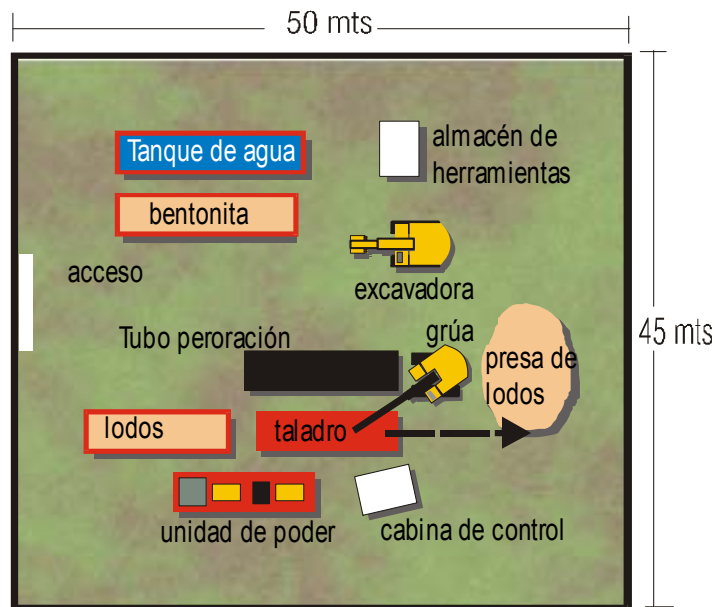 50 mts
Tanque de agua
almacén de
herramientas
bentonita
acceso
excavadora
Tubo peroración
grúa
45 mts
presa de
lodos
lodos
taladro
unidad de poder
cabina de control